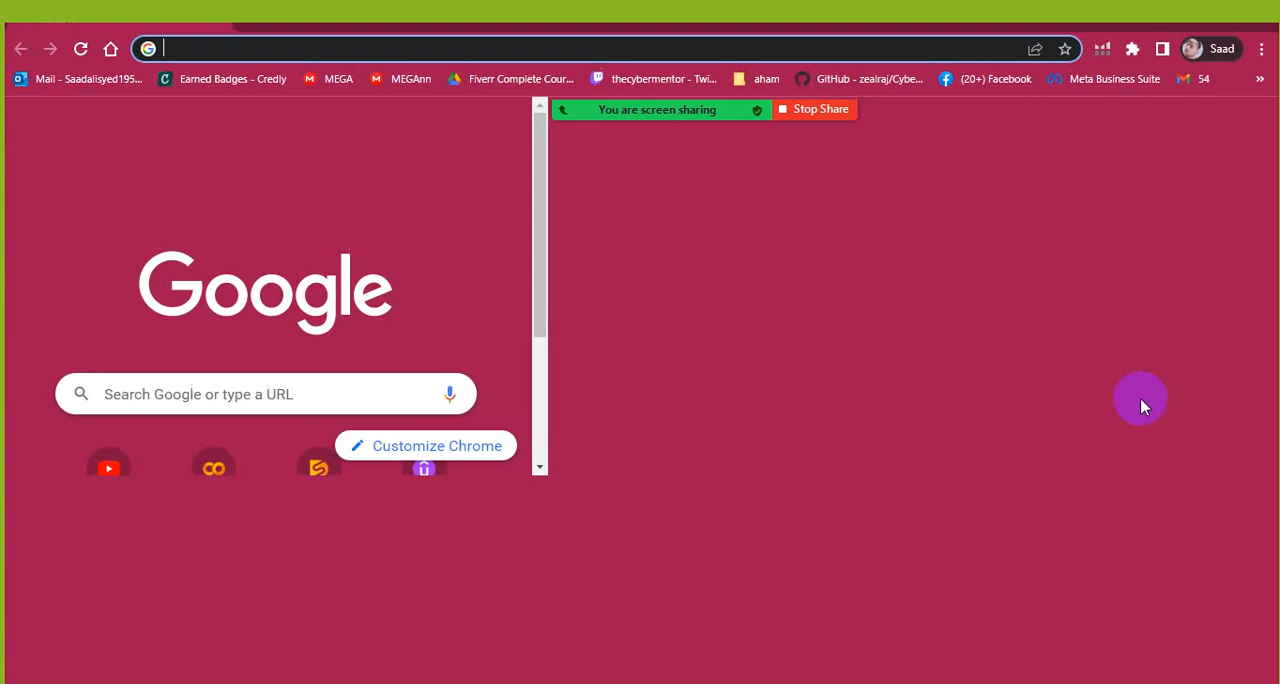 Saad
Mail - Saadalisyed195... Earned Badges - Credly MEGA MEGAnn Fiverr Complete Cour... thecybermentor - Twi... aham GitHub - zealraj/Cybe... (20+) Facebook Meta Business Suite 54 »
You are screen sharing Stop Share
Google
Search Google or type a URL
Customize Chrome